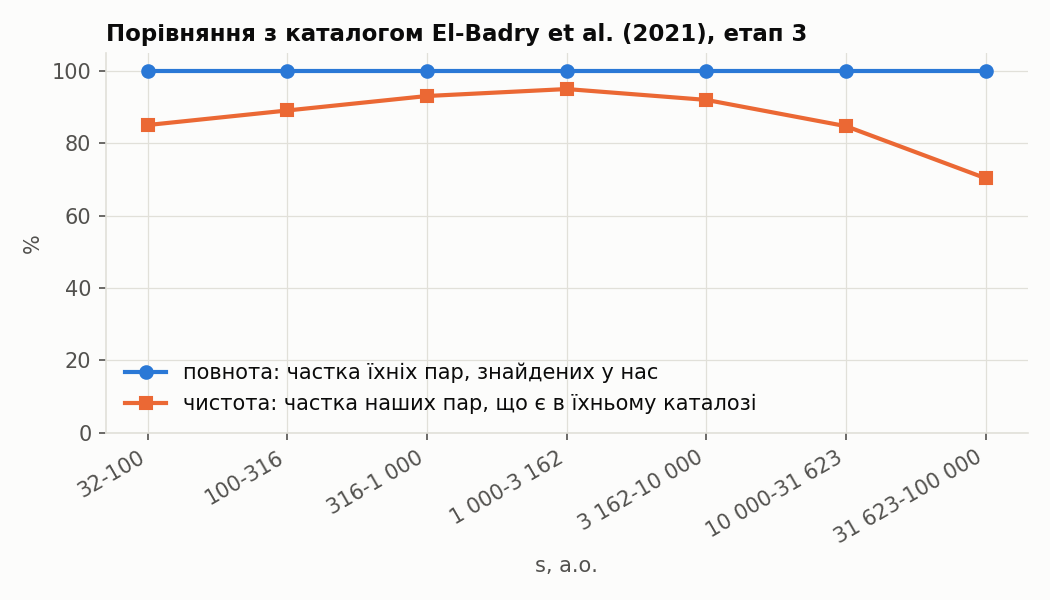 Порівняння з каталогом El-Badry et al. (2021), етап 3
100
80
60
40
20
0
%
повнота: частка їхніх пар, знайдених у нас
чистота: частка наших пар, що є в їхньому каталозі
32-100
100-316
316-1 000
1 000-3 162
3 162-10 000
10 000-31 623
31 623-100 000
s, а.о.